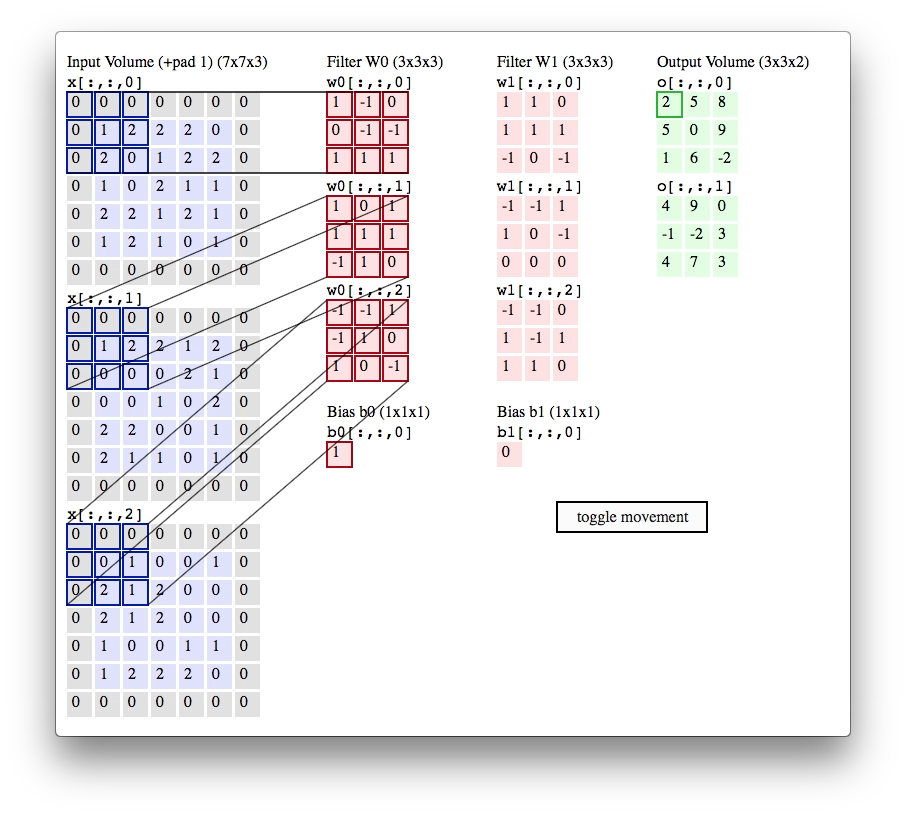 Input Volume (+pad 1) (7x7x3)
x[:,:,0]
0 0 0 0 0 0 0
0 1 2 2 2 0 0
0 2 0 1 2 2 0
0 1 0 2 1 1 0
0 2 2 1 2 1 0
0 1 2 1 0 1 0
0 0 0 0 0 0 0
x[:,:,1]
0 0 0 0 0 0 0
0 1 2 2 1 2 0
0 0 0 0 2 1 0
0 0 0 1 0 2 0
0 2 2 0 0 1 0
0 2 1 1 0 1 0
0 0 0 0 0 0 0
x[:,:,2]
0 0 0 0 0 0 0
0 0 1 0 0 1 0
0 2 1 2 0 0 0
0 2 1 2 0 0 0
0 1 0 0 1 1 0
0 1 2 2 2 0 0
0 0 0 0 0 0 0
Filter W0 (3x3x3)
w0[:,:,0]
1 -1 0
0 -1 -1
1 1 1
w0[:,:,1]
1 0 1
1 1 1
-1 1 0
w0[:,:,2]
-1 -1 1
-1 1 0
1 0 -1
Bias b0 (1x1x1)
b0[:,:,0]
1
Filter W1 (3x3x3)
w1[:,:,0]
1 1 0
1 1 1
-1 0 -1
w1[:,:,1]
-1 -1 1
1 0 -1
0 0 0
w1[:,:,2]
-1 -1 0
1 -1 1
1 1 0
Bias b1 (1x1x1)
b1[:,:,0]
0
Output Volume (3x3x2)
o[:,:,0]
2 5 8
5 0 9
1 6 -2
o[:,:,1]
4 9 0
-1 -2 3
4 7 3
toggle movement